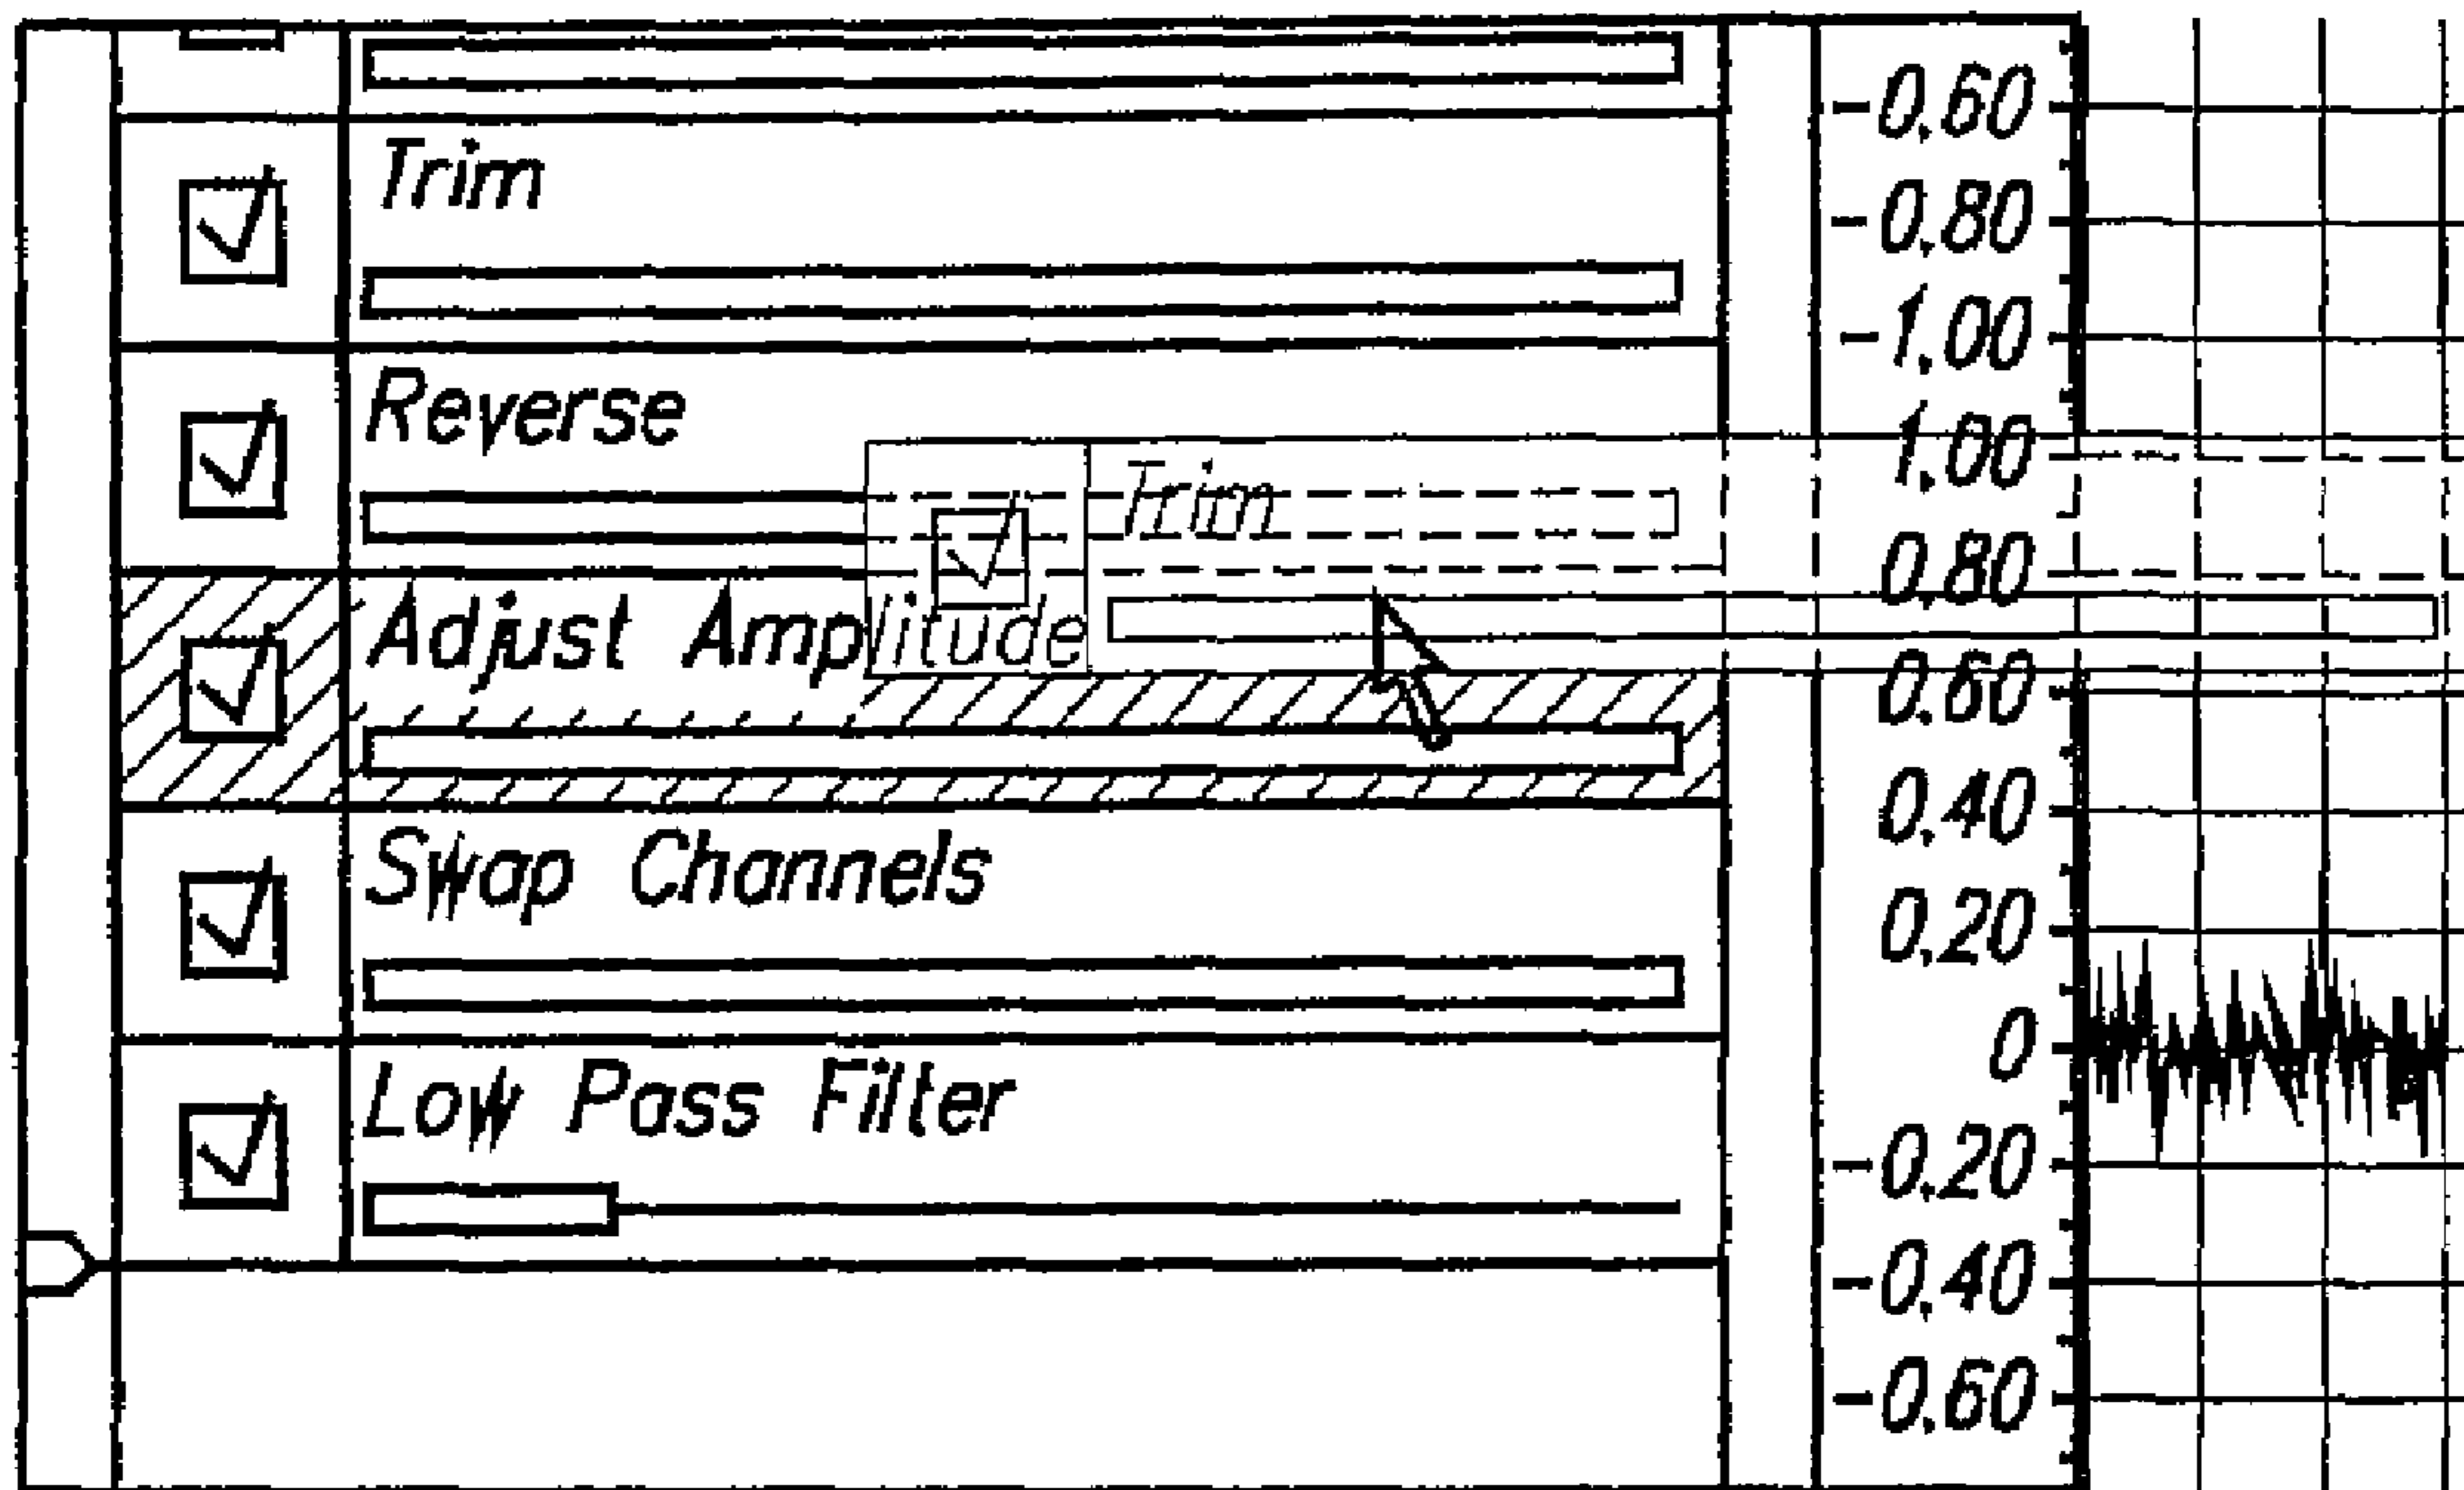 Trim
Reverse
Trim
Adjust Amplitude
Swap Channels
Low Pass Filter
-0.60
-0.80
-1.00
1.00
0.80
0.60
0.40
0.20
0
-0.20
-0.40
-0.60